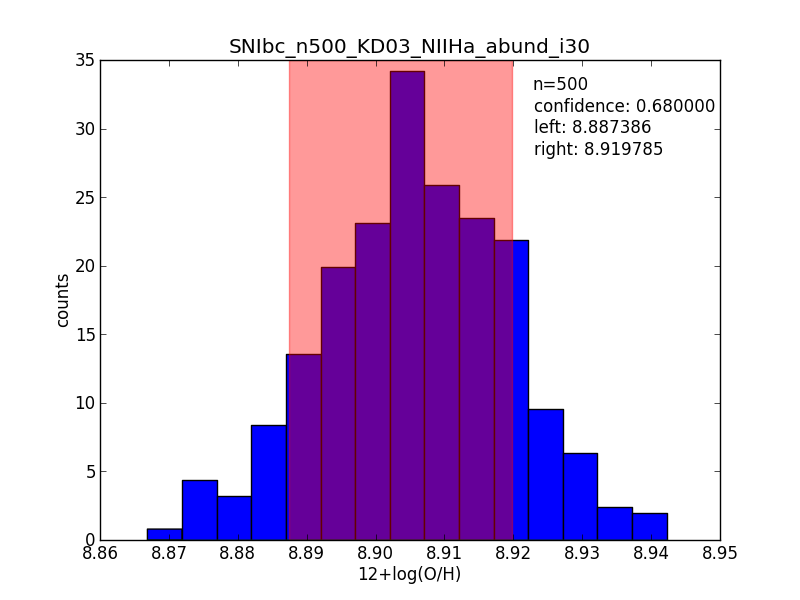 SNIbc_n500_KD03_NIIHa_abund_i30
n=500
confidence: 0.680000
left: 8.887386
right: 8.919785
35
30
25
20
15
10
5
0
counts
8.86 8.87 8.88 8.89 8.90 8.91 8.92 8.93 8.94 8.95
12+log(O/H)